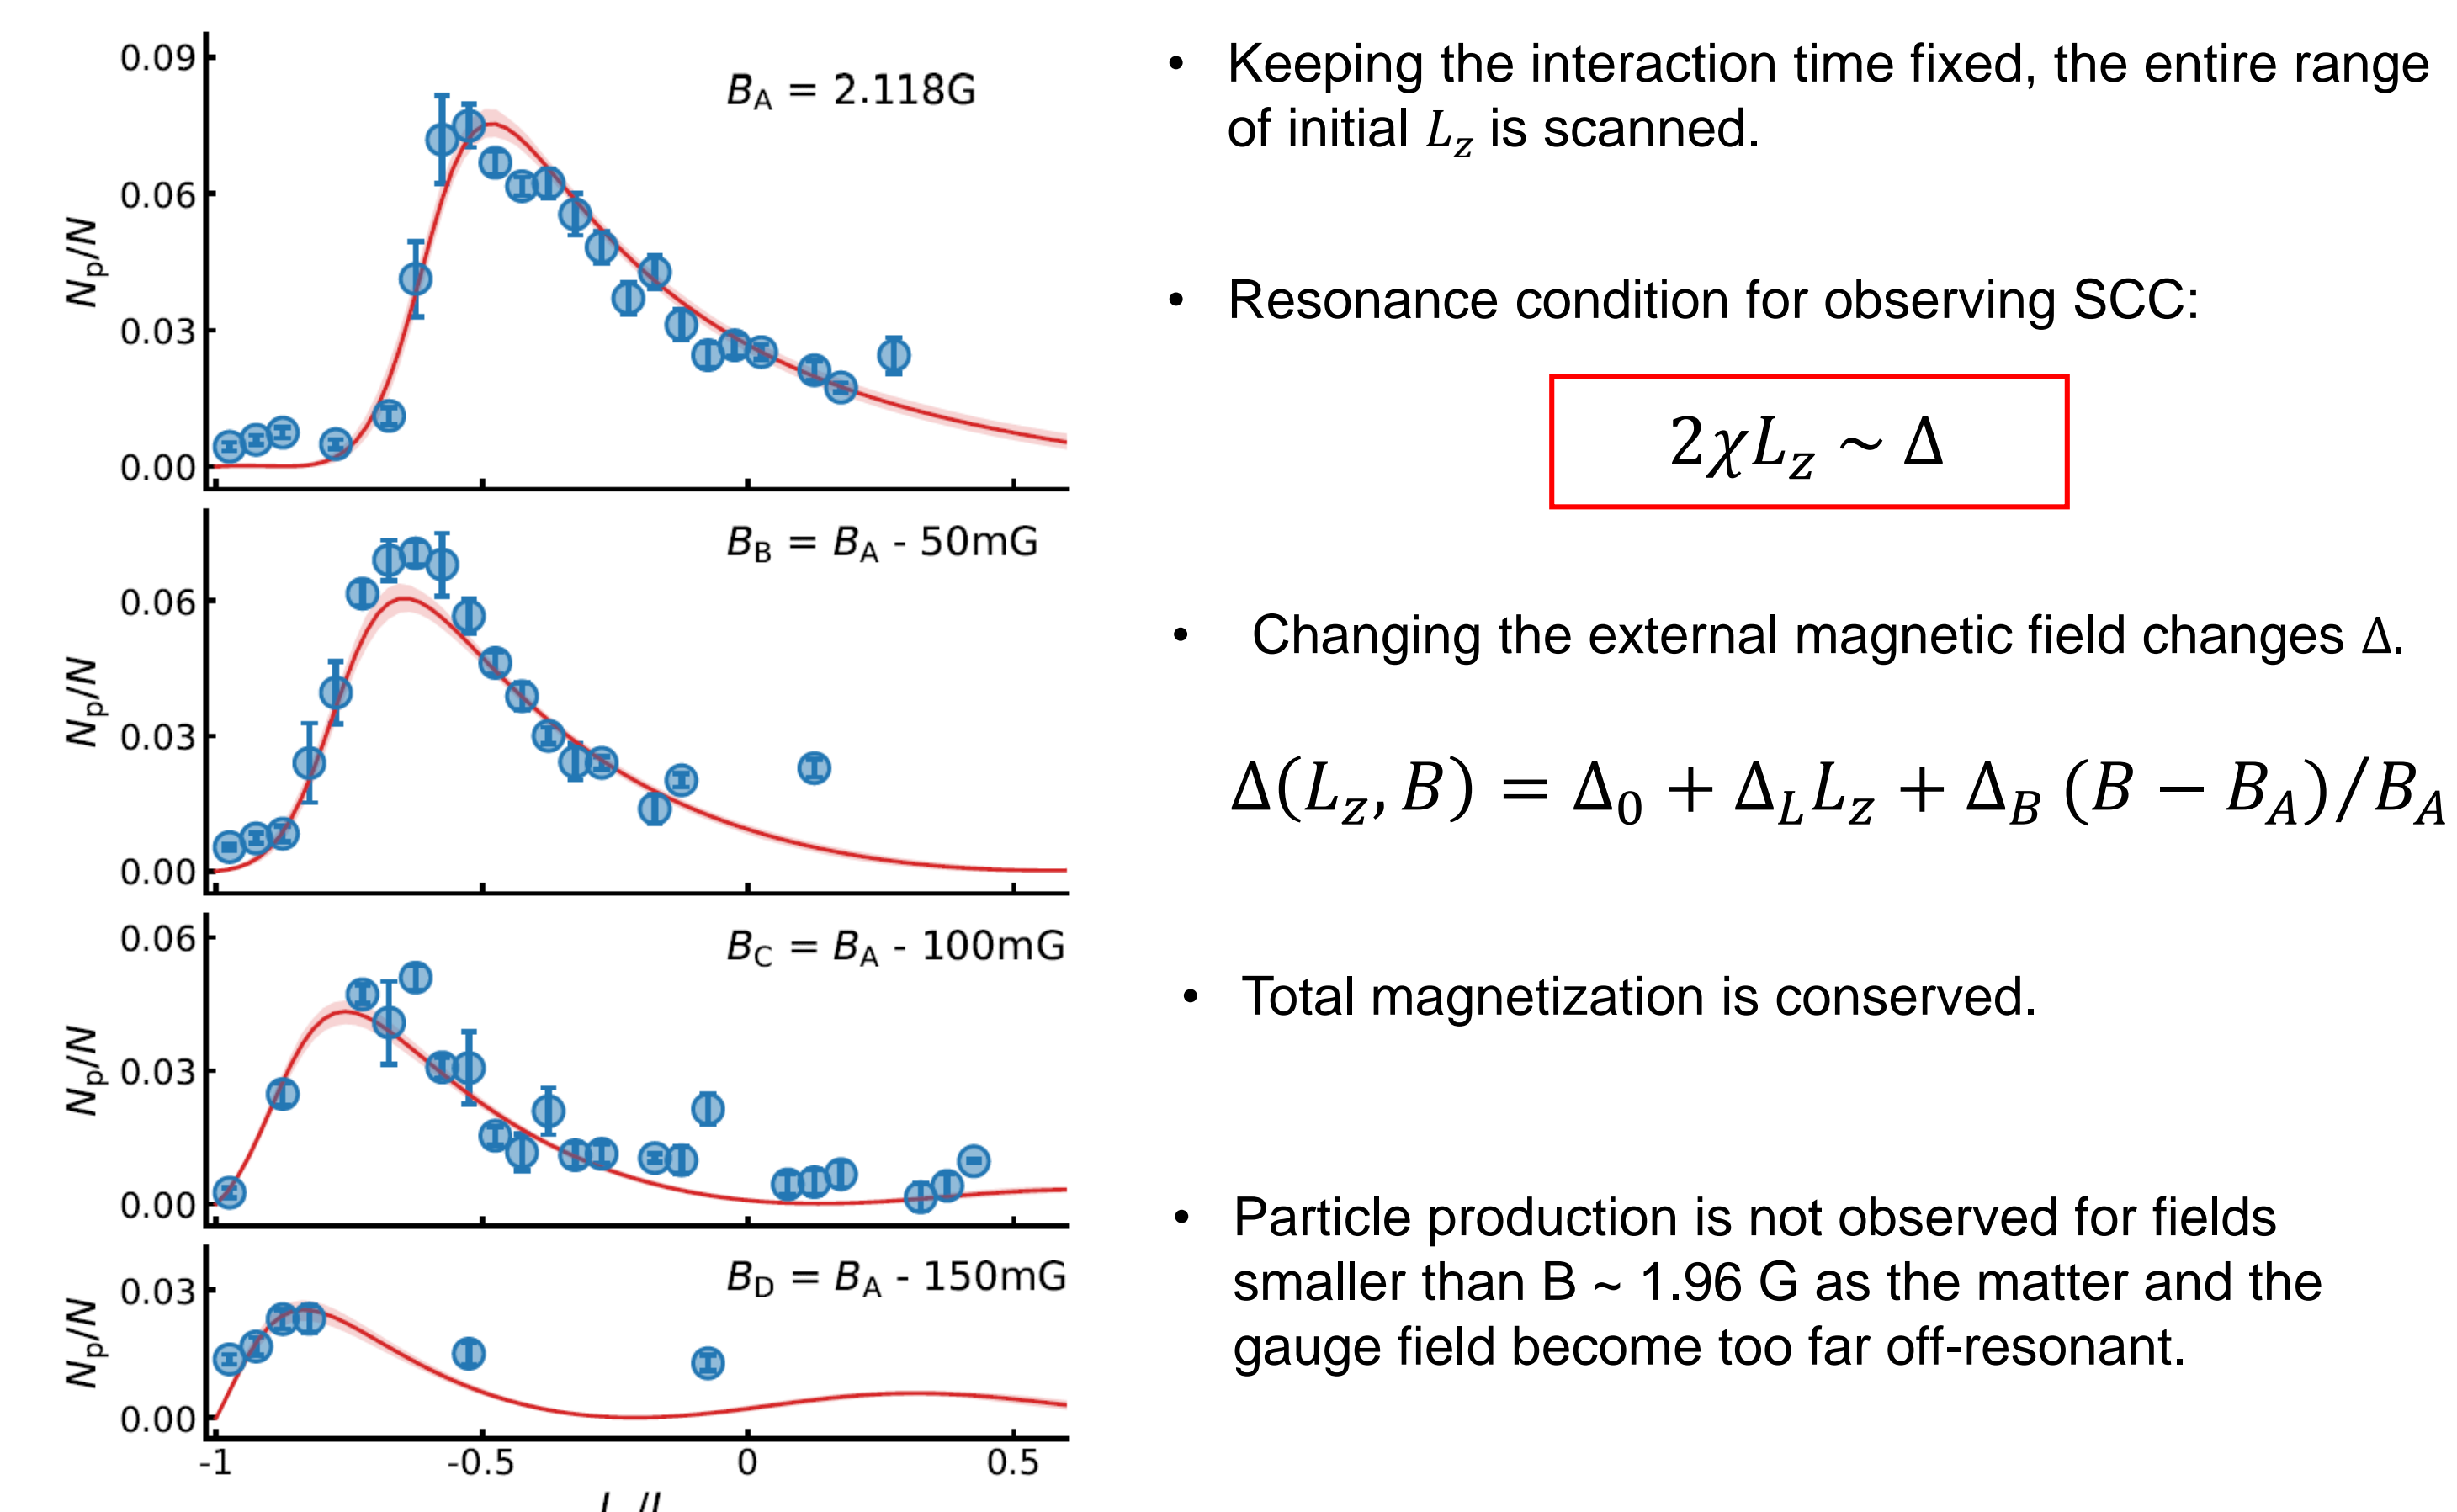 0.09
0.06
0.03
0.00
Nₚ/N
B_A = 2.118G
0.06
0.03
0.00
Nₚ/N
B_B = B_A - 50mG
0.06
0.03
0.00
Nₚ/N
B_C = B_A - 100mG
0.03
0.00
Nₚ/N
B_D = B_A - 150mG
-1 -0.5 0 0.5
• Keeping the interaction time fixed, the entire range
of initial L_z is scanned.
• Resonance condition for observing SCC:
2χL_z ~ Δ
• Changing the external magnetic field changes Δ.
Δ(L_z, B) = Δ₀ + Δ_L L_z + Δ_B (B − B_A)/B_A
• Total magnetization is conserved.
• Particle production is not observed for fields
smaller than B ~ 1.96 G as the matter and the
gauge field become too far off-resonant.